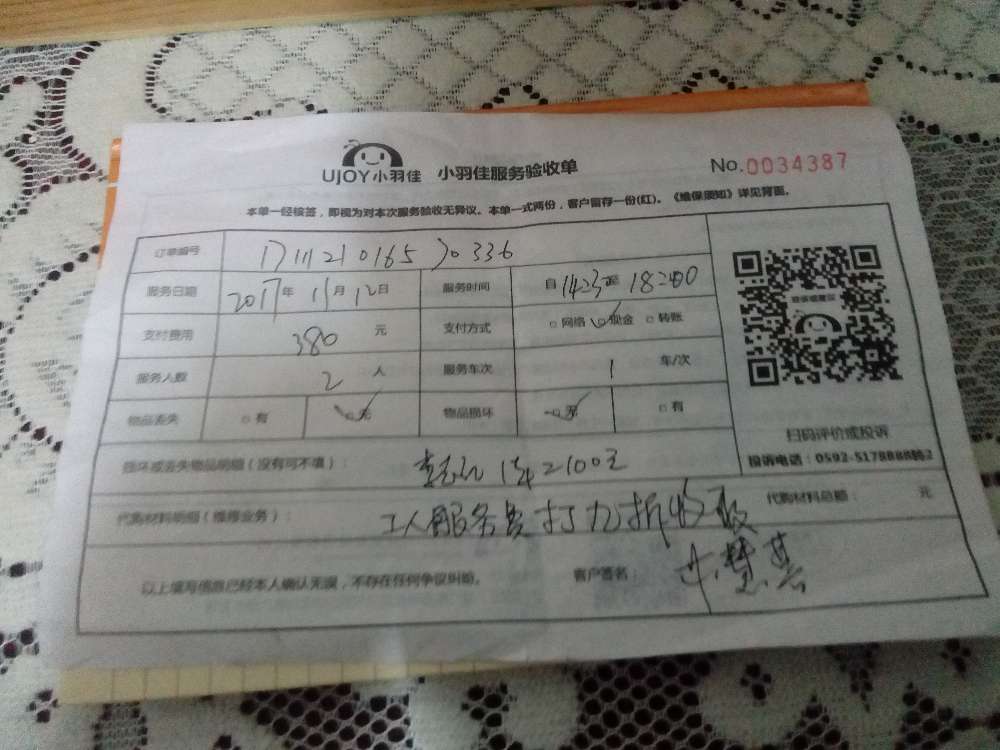 UJOY小羽佳 小羽佳服务验收单 No.0034387
本单一经核签，即视为对本次服务验收无异议。本单一式两份，客户留存一份(红)。《维保须知》详见背面。
订单编号 17111210165 70336
服务日期 2017年 11月 12日 服务时间 自1423至
支付费用 380 元 支付方式 □网络 □现金 □转账
服务人数 2 人 服务车次 1 车/次
物品丢失 □有 □无 物品损坏 □无 □有
扫码评价或投诉
损坏或丢失物品明细（没有可不填）：
投诉电话：0592-5178888转2
代购材料明细（维修业务）： 工人服务费打九折收取 代购材料总额： 元
以上填写信息已经本人确认无误，不存在任何争议纠纷。 客户签名：